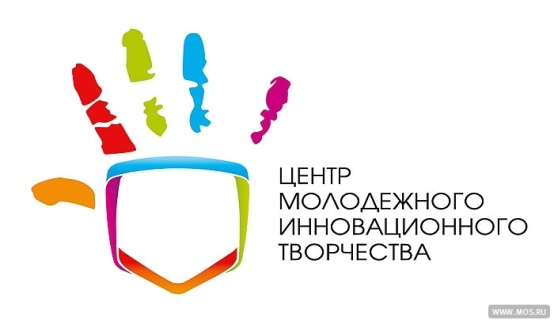 ЦЕНТР
МОЛОДЕЖНОГО
ИННОВАЦИОННОГО
ТВОРЧЕСТВА
WWW.MOS.RU